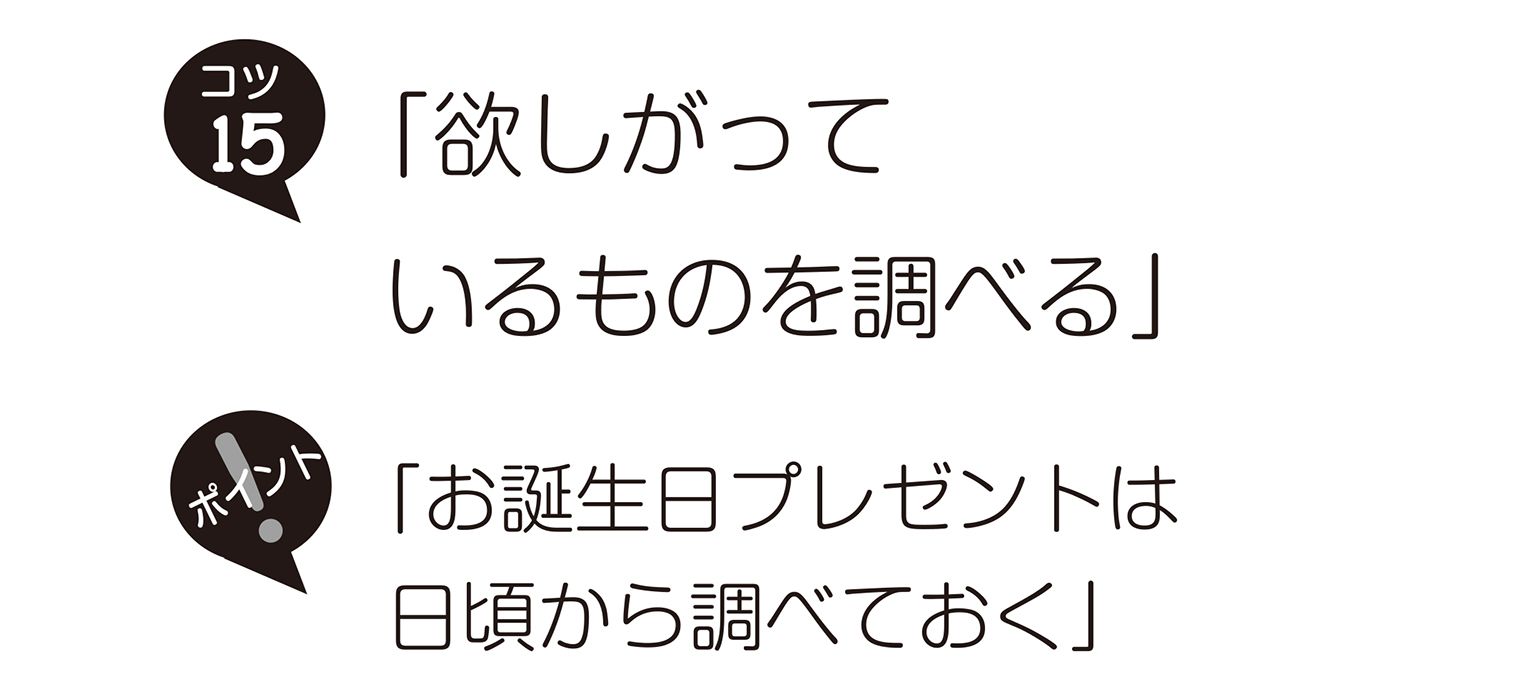 コツ
15
「欲しがって
いるものを調べる」
ポイント
「お誕生日プレゼントは
日頃から調べておく」